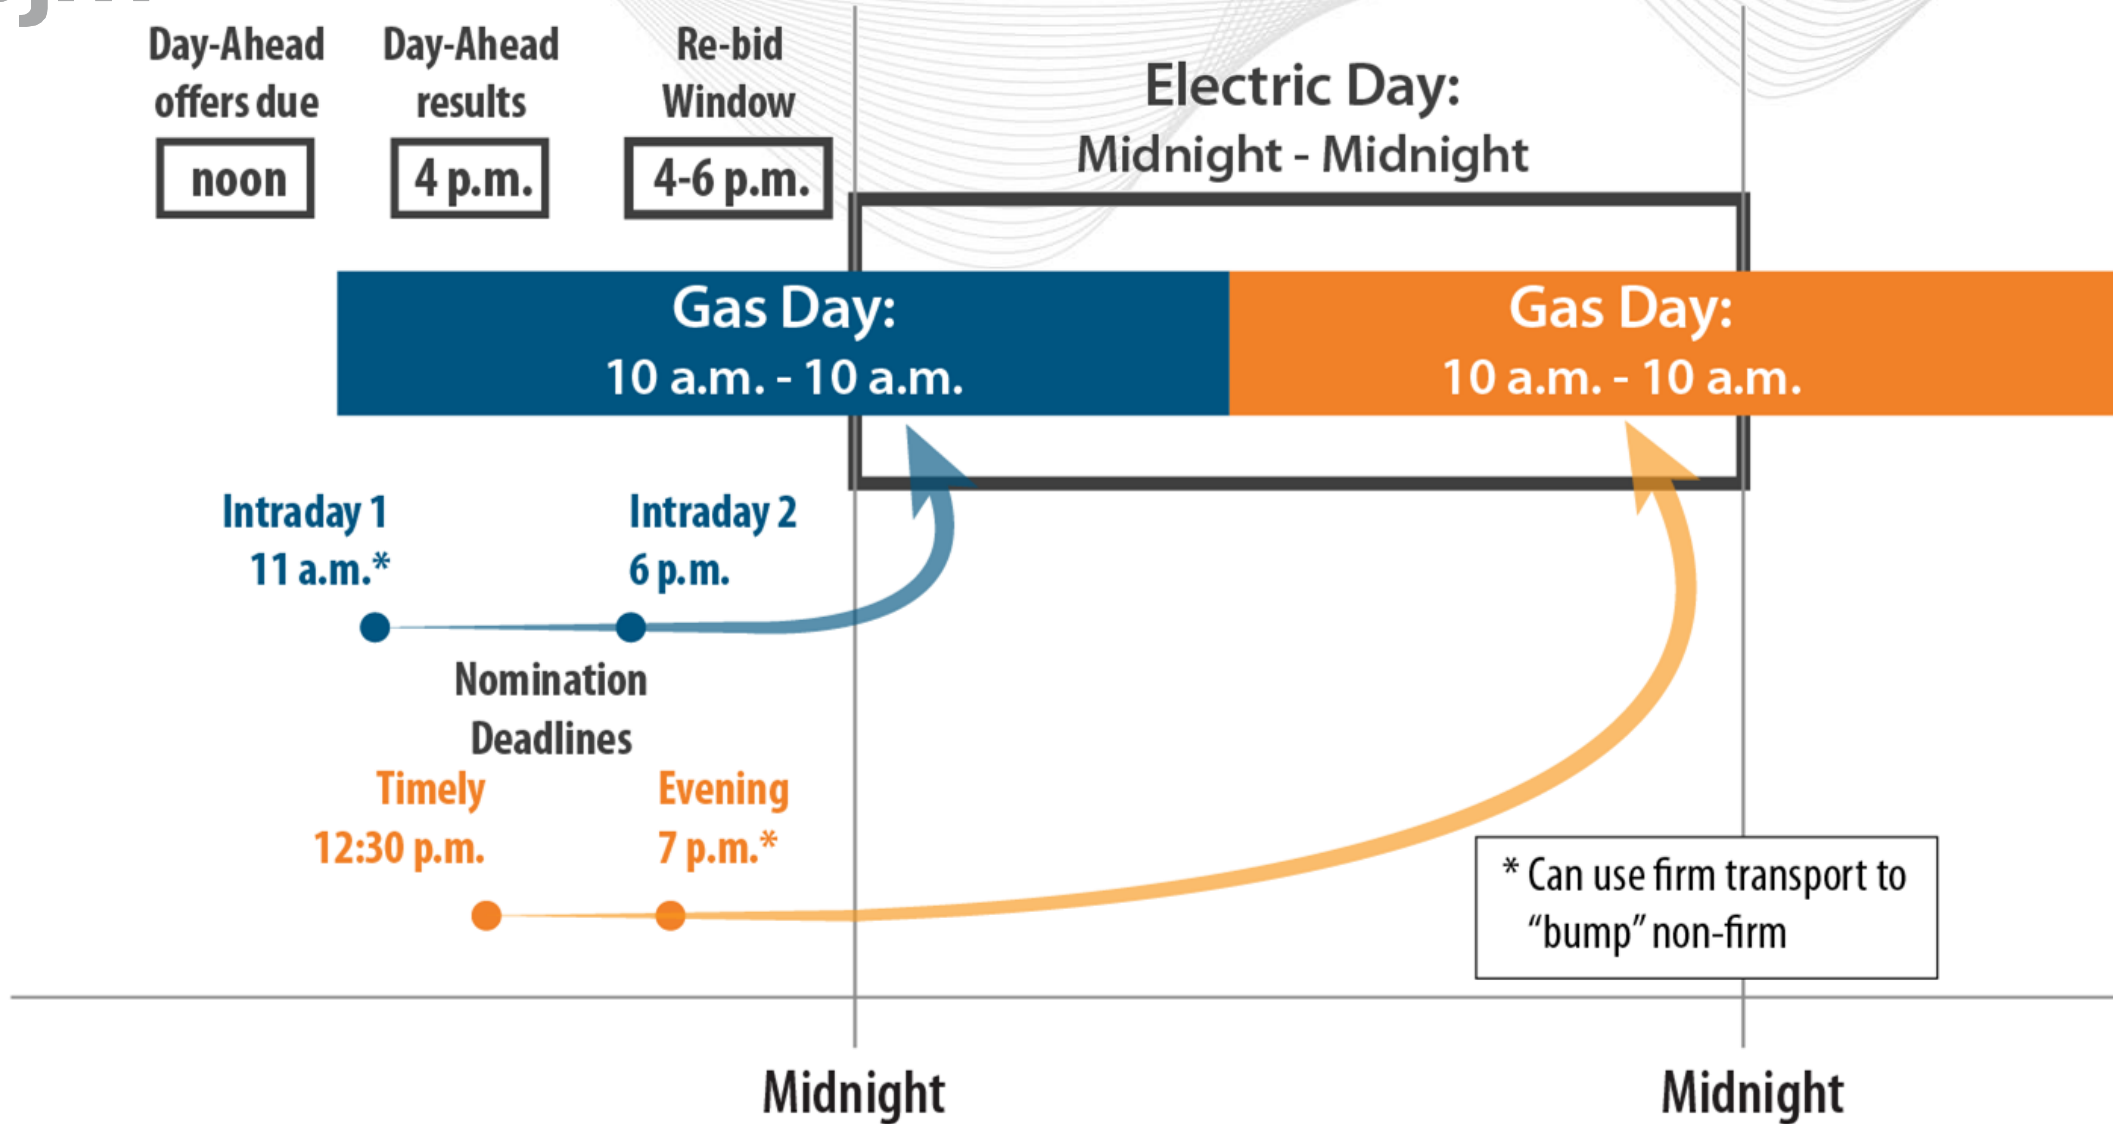 Day-Ahead
offers due
noon
Day-Ahead
results
4 p.m.
Re-bid
Window
4-6 p.m.
Electric Day:
Midnight - Midnight
Gas Day:
10 a.m. - 10 a.m.
Gas Day:
10 a.m. - 10 a.m.
Intraday 1
11 a.m.*
Intraday 2
6 p.m.
Nomination
Deadlines
Timely
12:30 p.m.
Evening
7 p.m.*
* Can use firm transport to
“bump” non-firm
Midnight
Midnight